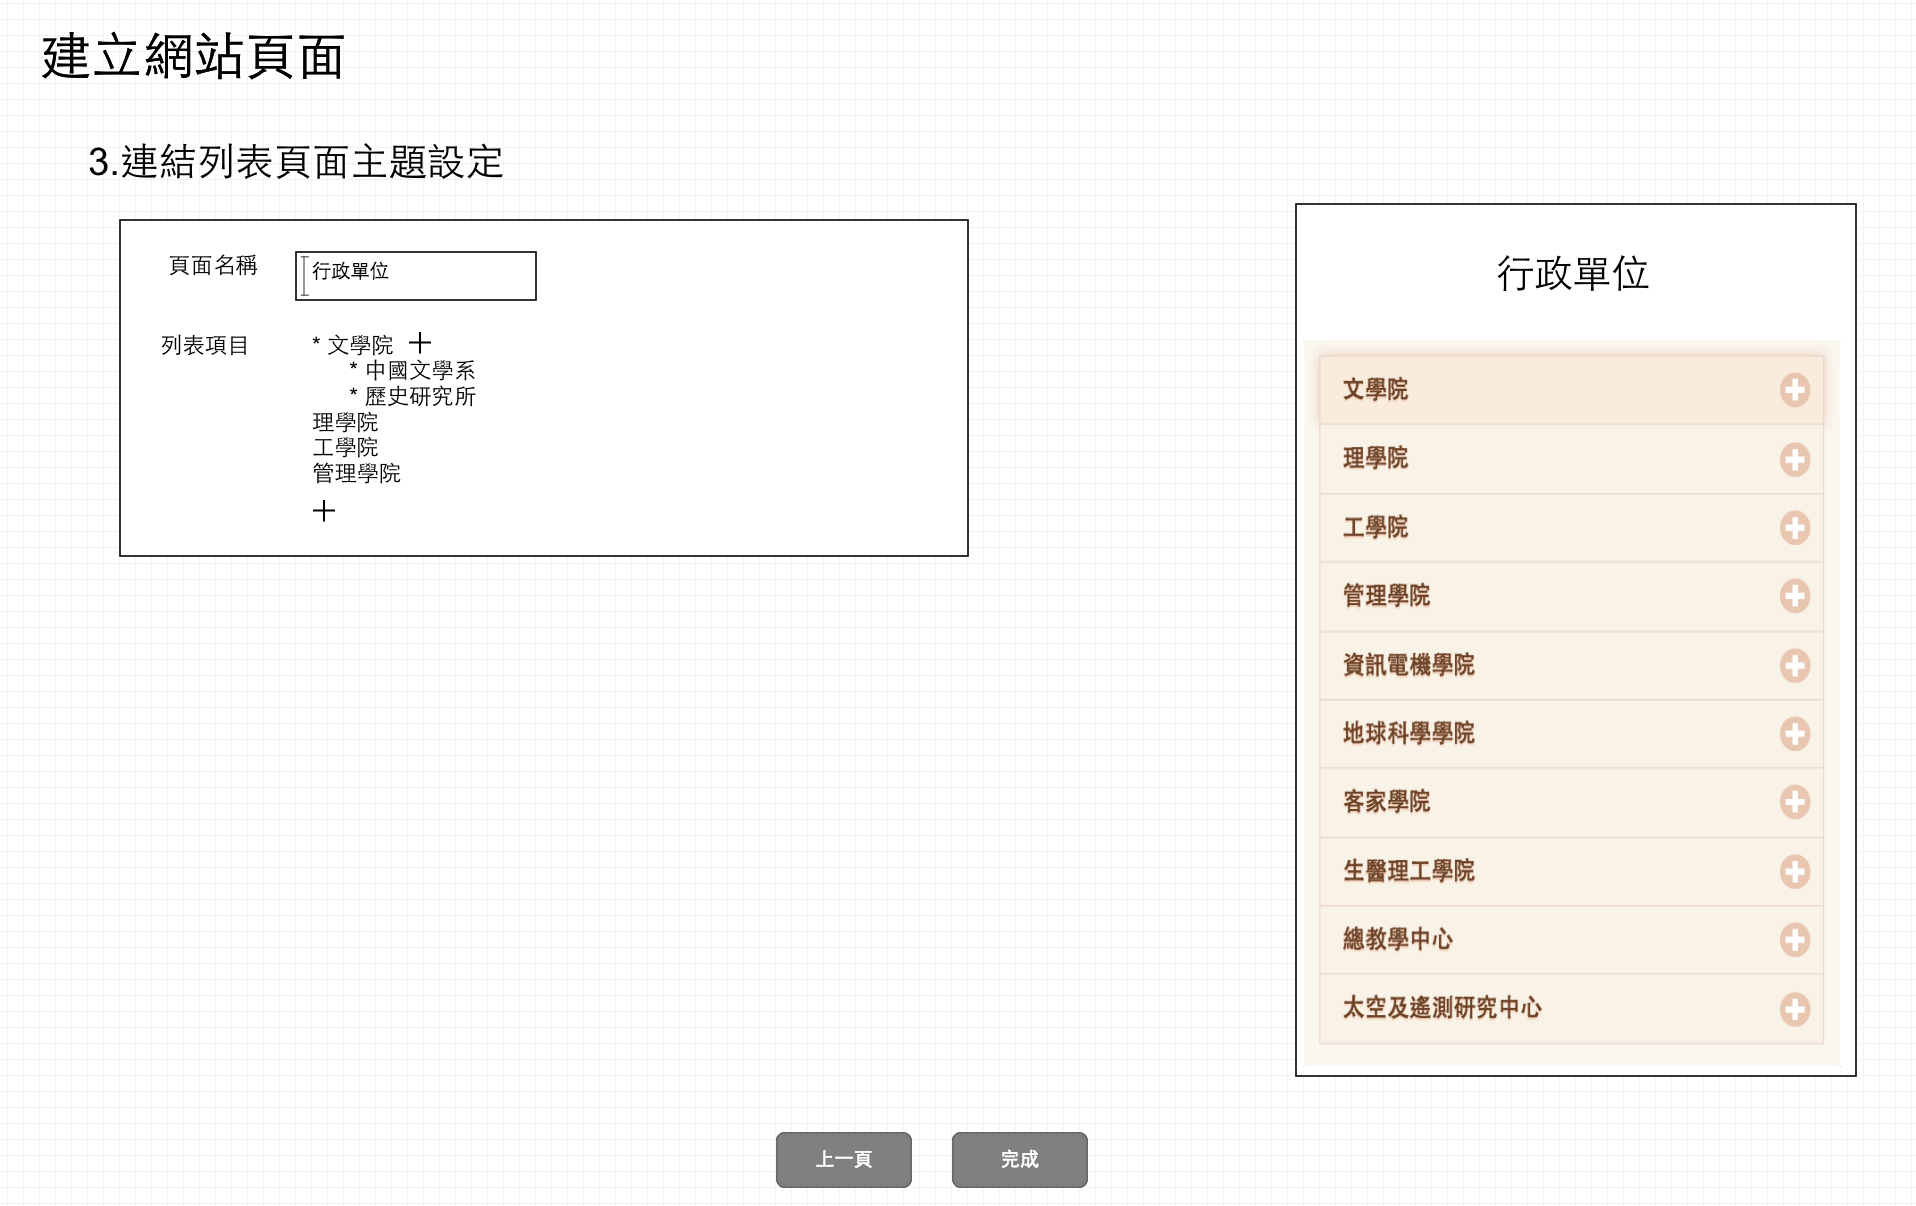 建立網站頁面
3.連結列表頁面主題設定
頁面名稱
行政單位
列表項目
* 文學院 +
* 中國文學系
* 歷史研究所
理學院
工學院
管理學院
+
行政單位
文學院
理學院
工學院
管理學院
資訊電機學院
地球科學學院
客家學院
生醫理工學院
總教學中心
太空及遙測研究中心
上一頁
完成